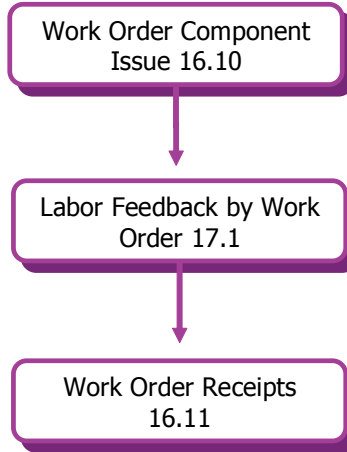 Work Order Component
Issue 16.10
Labor Feedback by Work
Order 17.1
Work Order Receipts
16.11